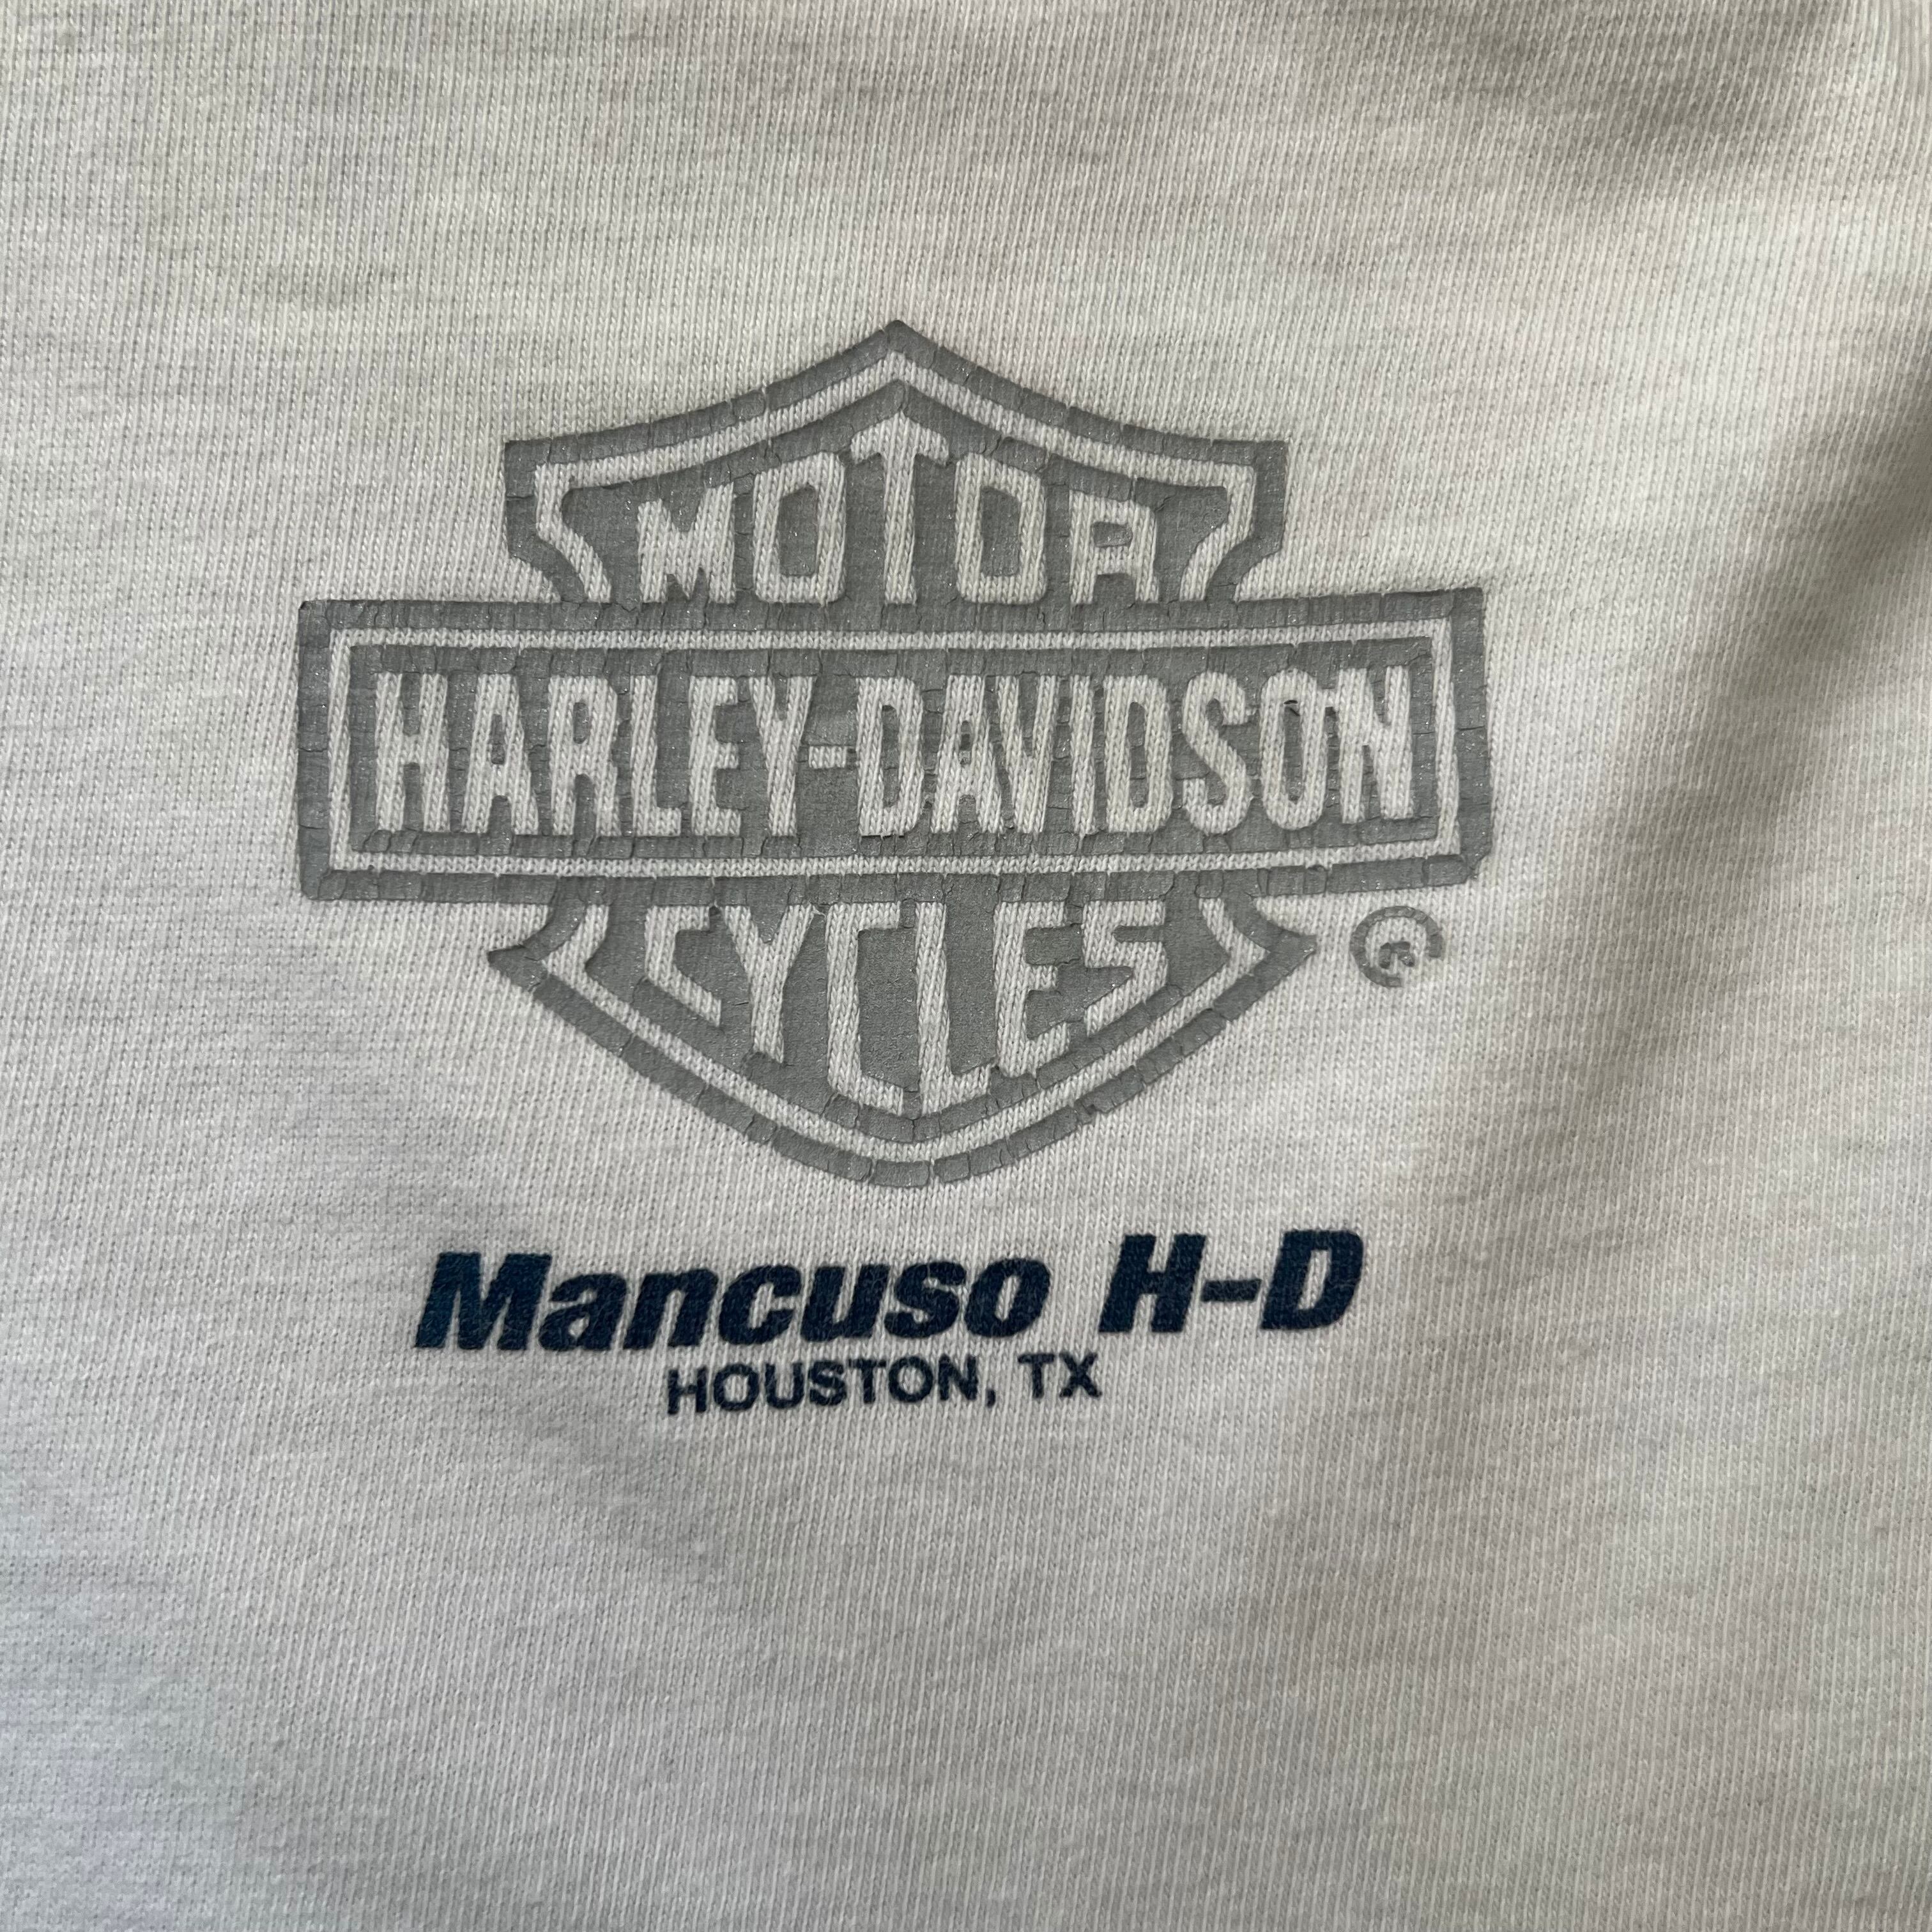 MOTOR
HARLEY-DAVIDSON
CYCLES
®
Mancuso H-D
HOUSTON, TX